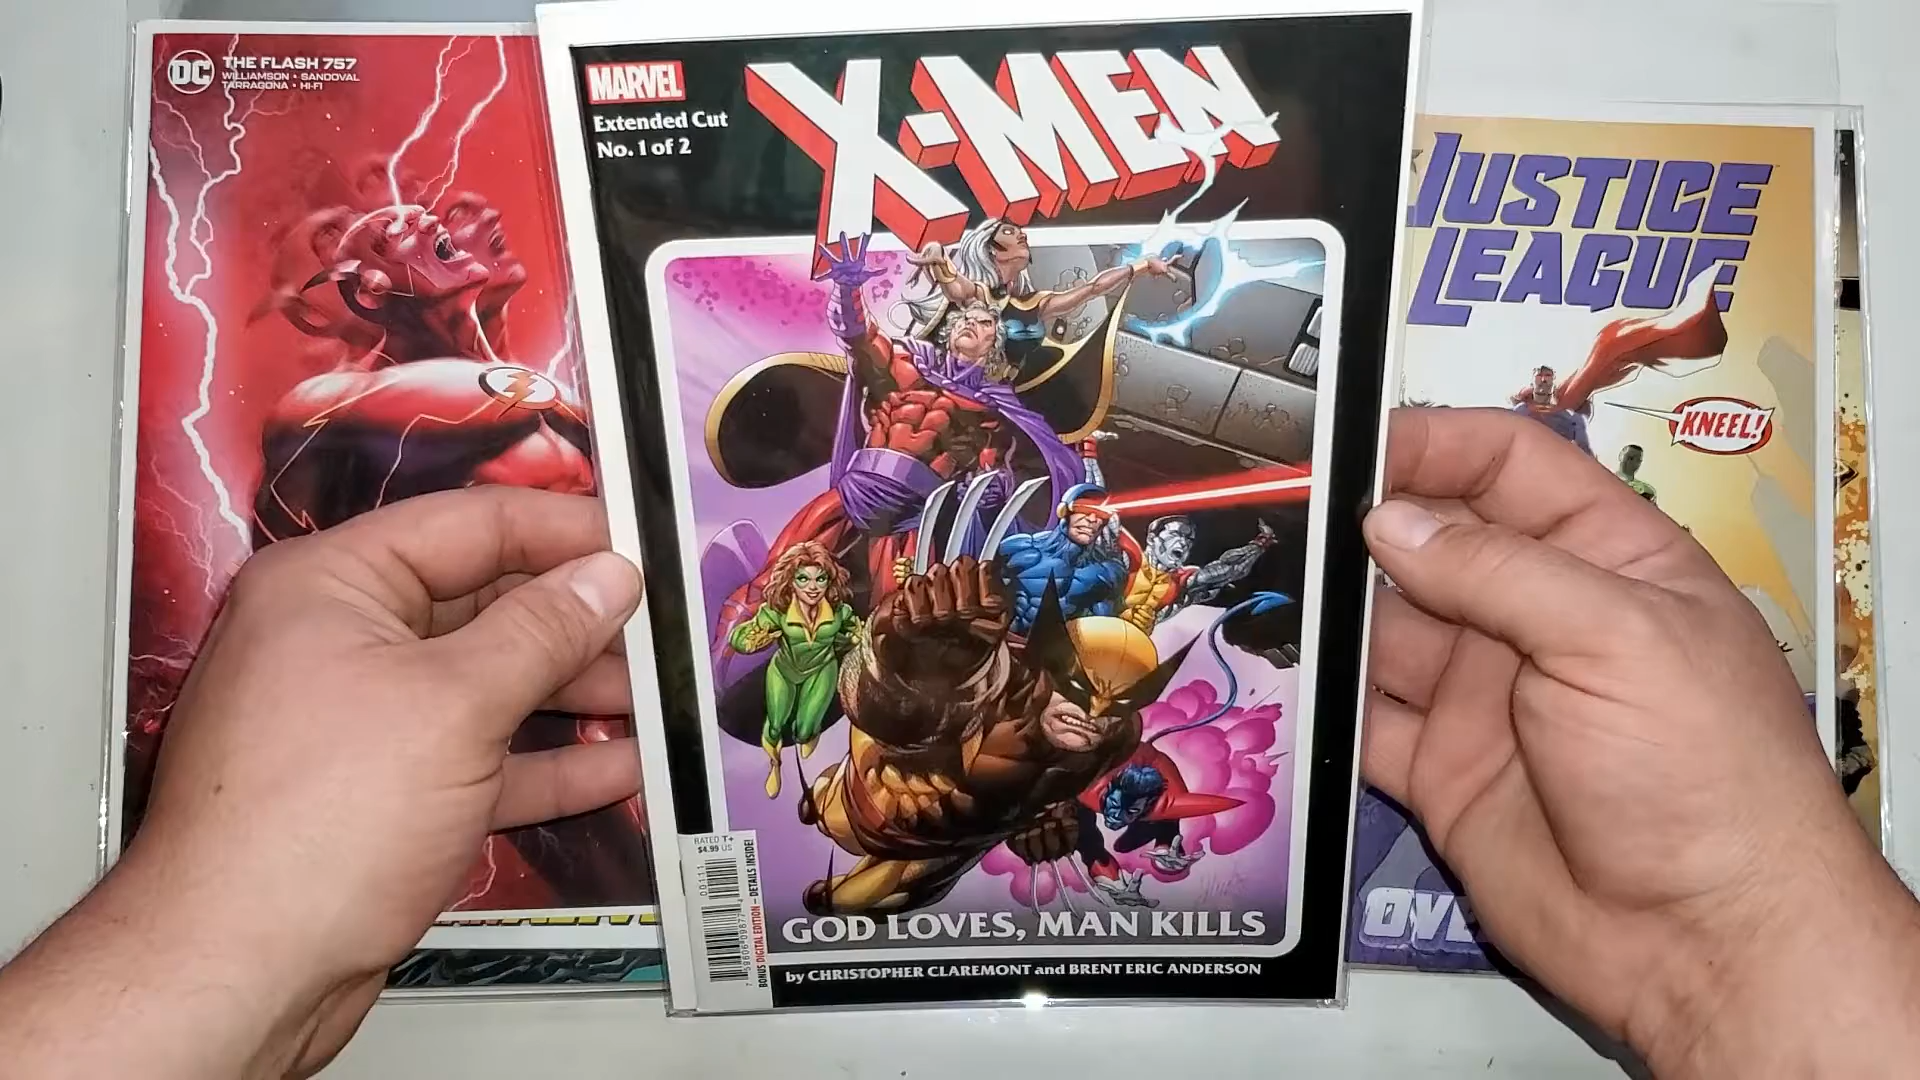 DC
THE FLASH 757
WILLIAMSON • SANDOVAL
TARRAGONA • HI-FI
MARVEL
Extended Cut
No. 1 of 2
X-MEN
RATED T+
$4.99 US
00111
BONUS DIGITAL EDITION – DETAILS INSIDE!
GOD LOVES, MAN KILLS
by CHRISTOPHER CLAREMONT and BRENT ERIC ANDERSON
JUSTICE
LEAGUE
KNEEL!
OVE